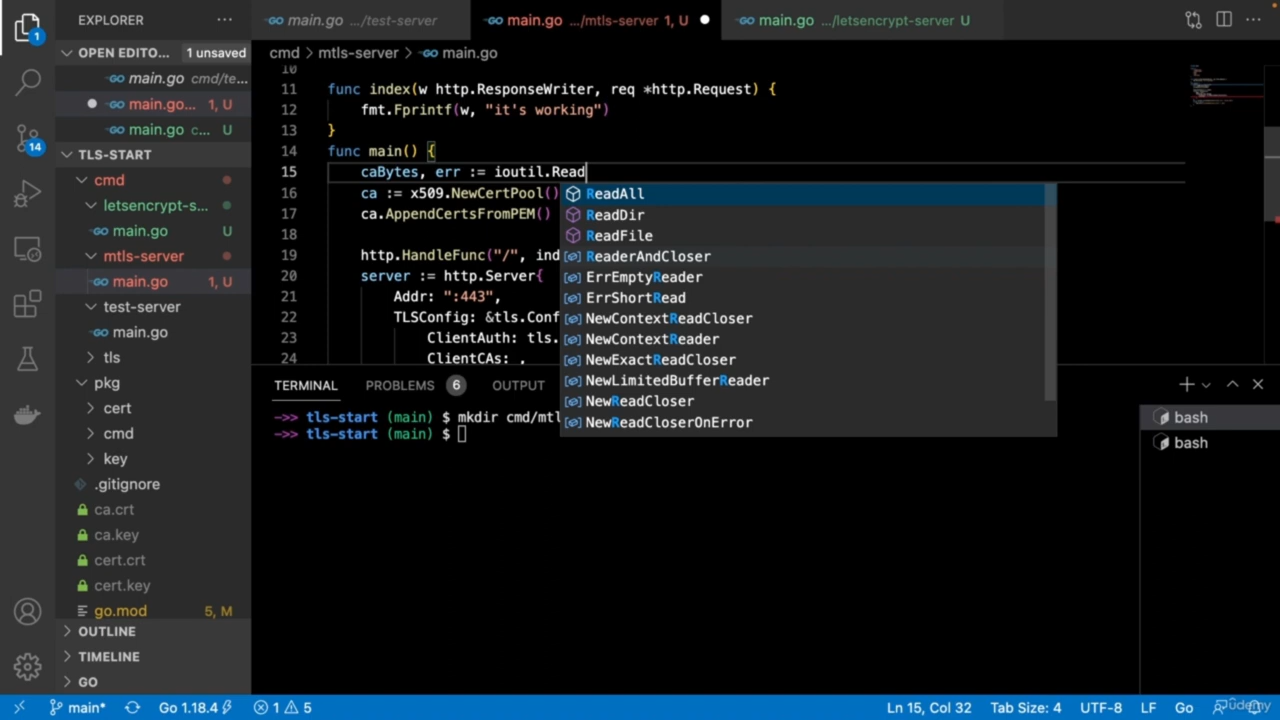 EXPLORER ...
main.go .../test-server
main.go .../mtls-server 1, U
main.go .../letsencrypt-server U
OPEN EDITO... 1 unsaved
main.go cmd/te...
main.go... 1, U
main.go c... U
TLS-START
cmd
letsencrypt-s...
main.go U
mtls-server
main.go 1, U
test-server
main.go
tls
pkg
cert
cmd
key
.gitignore
ca.crt
ca.key
cert.crt
cert.key
go.mod 5, M
OUTLINE
TIMELINE
GO
1
14
cmd > mtls-server > main.go
10
11 func index(w http.ResponseWriter, req *http.Request) {
12 fmt.Fprintf(w, "it's working")
13 }
14 func main() {
15 caBytes, err := ioutil.Read
16 ca := x509.NewCertPool()
17 ca.AppendCertsFromPEM()
18
19 http.HandleFunc("/", ind
20 server := http.Server{
21 Addr: ":443",
22 TLSConfig: &tls.Conf
23 ClientAuth: tls.
24 ClientCAs: ,
ReadAll
ReadDir
ReadFile
ReaderAndCloser
ErrEmptyReader
ErrShortRead
NewContextReadCloser
NewContextReader
NewExactReadCloser
NewLimitedBufferReader
NewReadCloser
NewReadCloserOnError
TERMINAL PROBLEMS 6 OUTPUT
->> tls-start (main) $ mkdir cmd/mtl
->> tls-start (main) $
bash
bash
main* Go 1.18.4 1 5 Ln 15, Col 32 Tab Size: 4 UTF-8 LF Go
Udemy